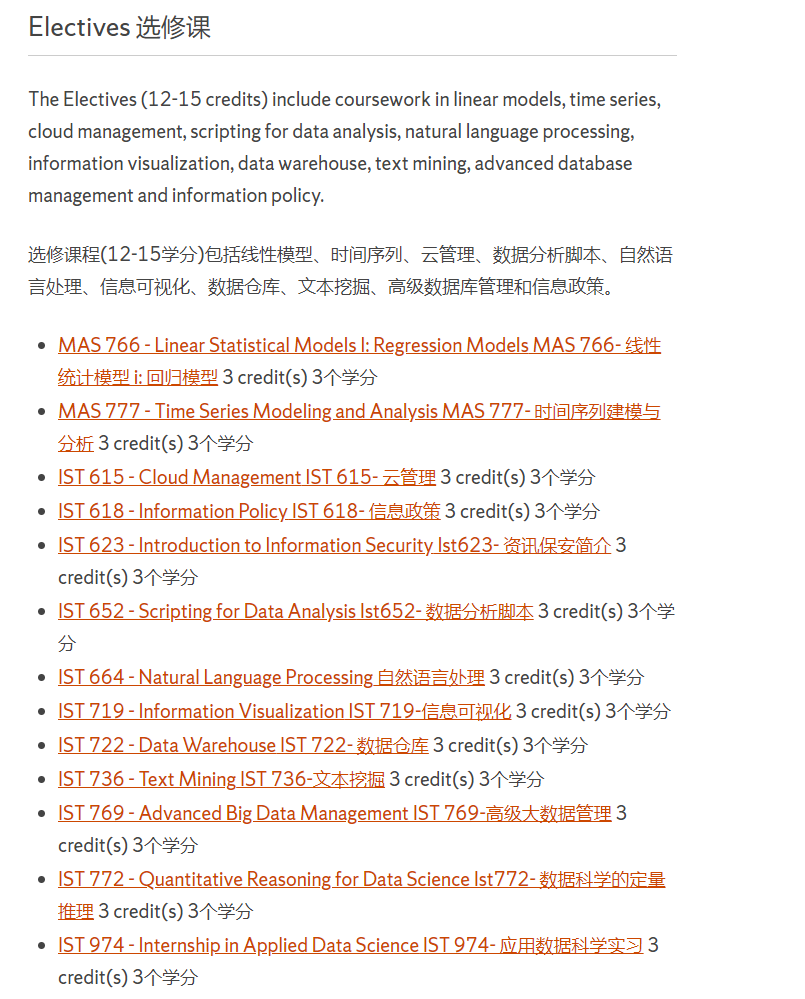 Electives 选修课
The Electives (12-15 credits) include coursework in linear models, time series,
cloud management, scripting for data analysis, natural language processing,
information visualization, data warehouse, text mining, advanced database
management and information policy.
选修课程(12-15学分)包括线性模型、时间序列、云管理、数据分析脚本、自然语
言处理、信息可视化、数据仓库、文本挖掘、高级数据库管理和信息政策。
MAS 766 - Linear Statistical Models I: Regression Models MAS 766- 线性
统计模型 i: 回归模型 3 credit(s) 3个学分
MAS 777 - Time Series Modeling and Analysis MAS 777- 时间序列建模与
分析 3 credit(s) 3个学分
IST 615 - Cloud Management IST 615- 云管理 3 credit(s) 3个学分
IST 618 - Information Policy IST 618- 信息政策 3 credit(s) 3个学分
IST 623 - Introduction to Information Security Ist623- 资讯保安简介 3
credit(s) 3个学分
IST 652 - Scripting for Data Analysis Ist652- 数据分析脚本 3 credit(s) 3个学
分
IST 664 - Natural Language Processing 自然语言处理 3 credit(s) 3个学分
IST 719 - Information Visualization IST 719-信息可视化 3 credit(s) 3个学分
IST 722 - Data Warehouse IST 722- 数据仓库 3 credit(s) 3个学分
IST 736 - Text Mining IST 736-文本挖掘 3 credit(s) 3个学分
IST 769 - Advanced Big Data Management IST 769-高级大数据管理 3
credit(s) 3个学分
IST 772 - Quantitative Reasoning for Data Science Ist772- 数据科学的定量
推理 3 credit(s) 3个学分
IST 974 - Internship in Applied Data Science IST 974- 应用数据科学实习 3
credit(s) 3个学分